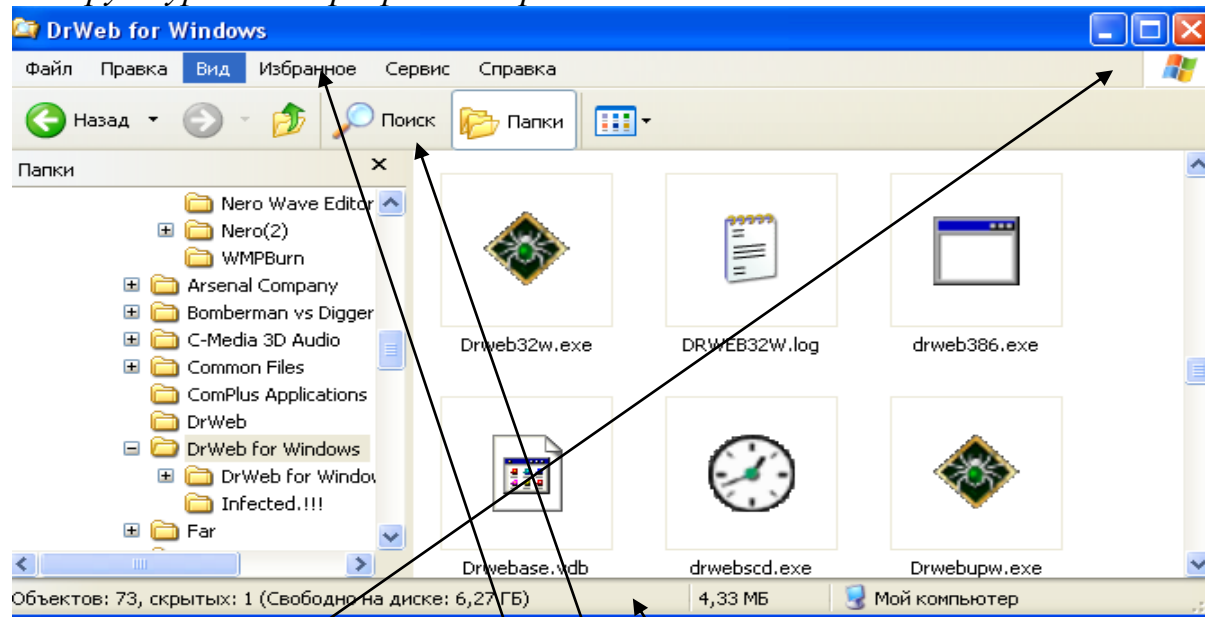 DrWeb for Windows
Файл Правка Вид Избранное Сервис Справка
Назад Поиск Папки
Папки
Nero Wave Editor
Nero(2)
WMPBurn
Arsenal Company
Bomberman vs Digger
C-Media 3D Audio
Common Files
ComPlus Applications
DrWeb
DrWeb for Windows
DrWeb for Window
Infected.!!!
Far
Drweb32w.exe DRWEB32W.log drweb386.exe
Drwebase.vdb drwebscd.exe Drwebupw.exe
Объектов: 73, скрытых: 1 (Свободно на диске: 6,27 ГБ) 4,33 МБ Мой компьютер